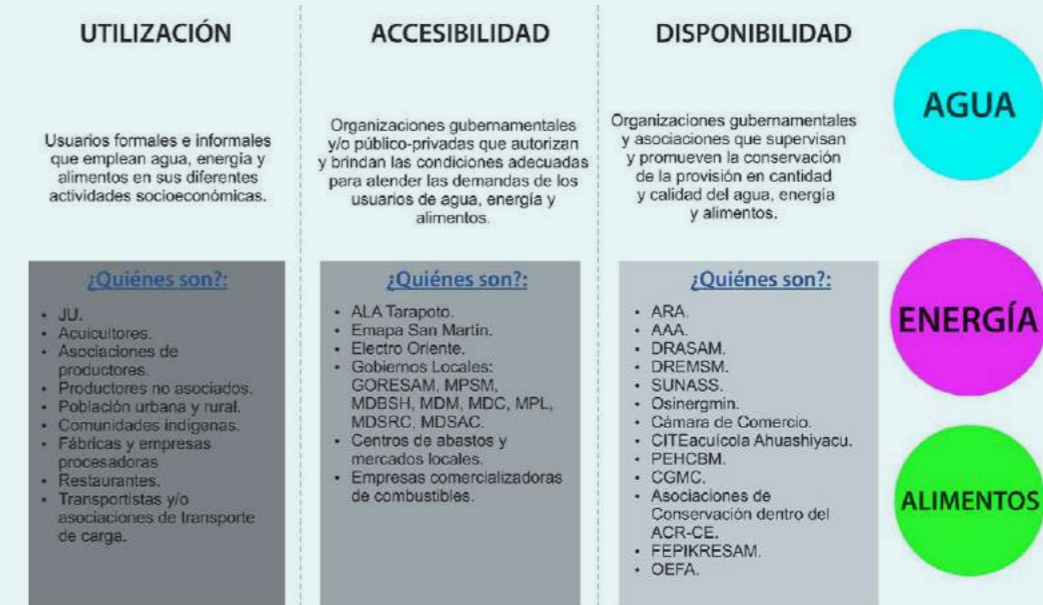 UTILIZACIÓN
Usuarios formales e informales
que emplean agua, energía y
alimentos en sus diferentes
actividades socioeconómicas.
¿Quiénes son?:
• JU.
• Acuicultores.
• Asociaciones de
productores.
• Productores no asociados.
• Población urbana y rural.
• Comunidades indígenas.
• Fábricas y empresas
procesadoras
• Restaurantes.
• Transportistas y/o
asociaciones de transporte
de carga.
ACCESIBILIDAD
Organizaciones gubernamentales
y/o público-privadas que autorizan
y brindan las condiciones adecuadas
para atender las demandas de los
usuarios de agua, energía y
alimentos.
¿Quiénes son?:
• ALA Tarapoto.
• Emapa San Martín.
• Electro Oriente.
• Gobiernos Locales:
GORESAM, MPSM,
MDBSH, MDM, MDC, MPL,
MDSRC, MDSAC.
• Centros de abastos y
mercados locales.
• Empresas comercializadoras
de combustibles.
DISPONIBILIDAD
Organizaciones gubernamentales
y asociaciones que supervisan
y promueven la conservación
de la provisión en cantidad
y calidad del agua, energía
y alimentos.
¿Quiénes son?:
• ARA.
• AAA.
• DRASAM.
• DREMSM.
• SUNASS.
• Osinergmin.
• Cámara de Comercio.
• CITEacuícola Ahuashiyacu.
• PEHCBM.
• CGMC.
• Asociaciones de
Conservación dentro del
ACR-CE.
• FEPIKRESAM.
• OEFA.
AGUA
ENERGÍA
ALIMENTOS